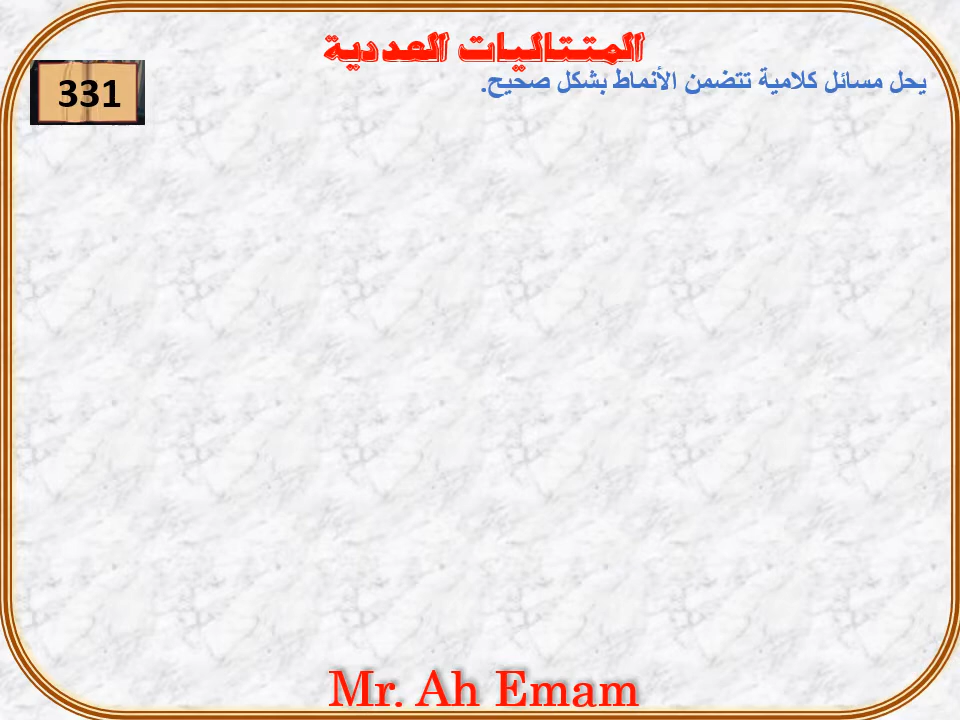 المتتاليات العددية
يحل مسائل كلامية تتضمن الأنماط بشكل صحيح.
331
Mr. Ah Emam